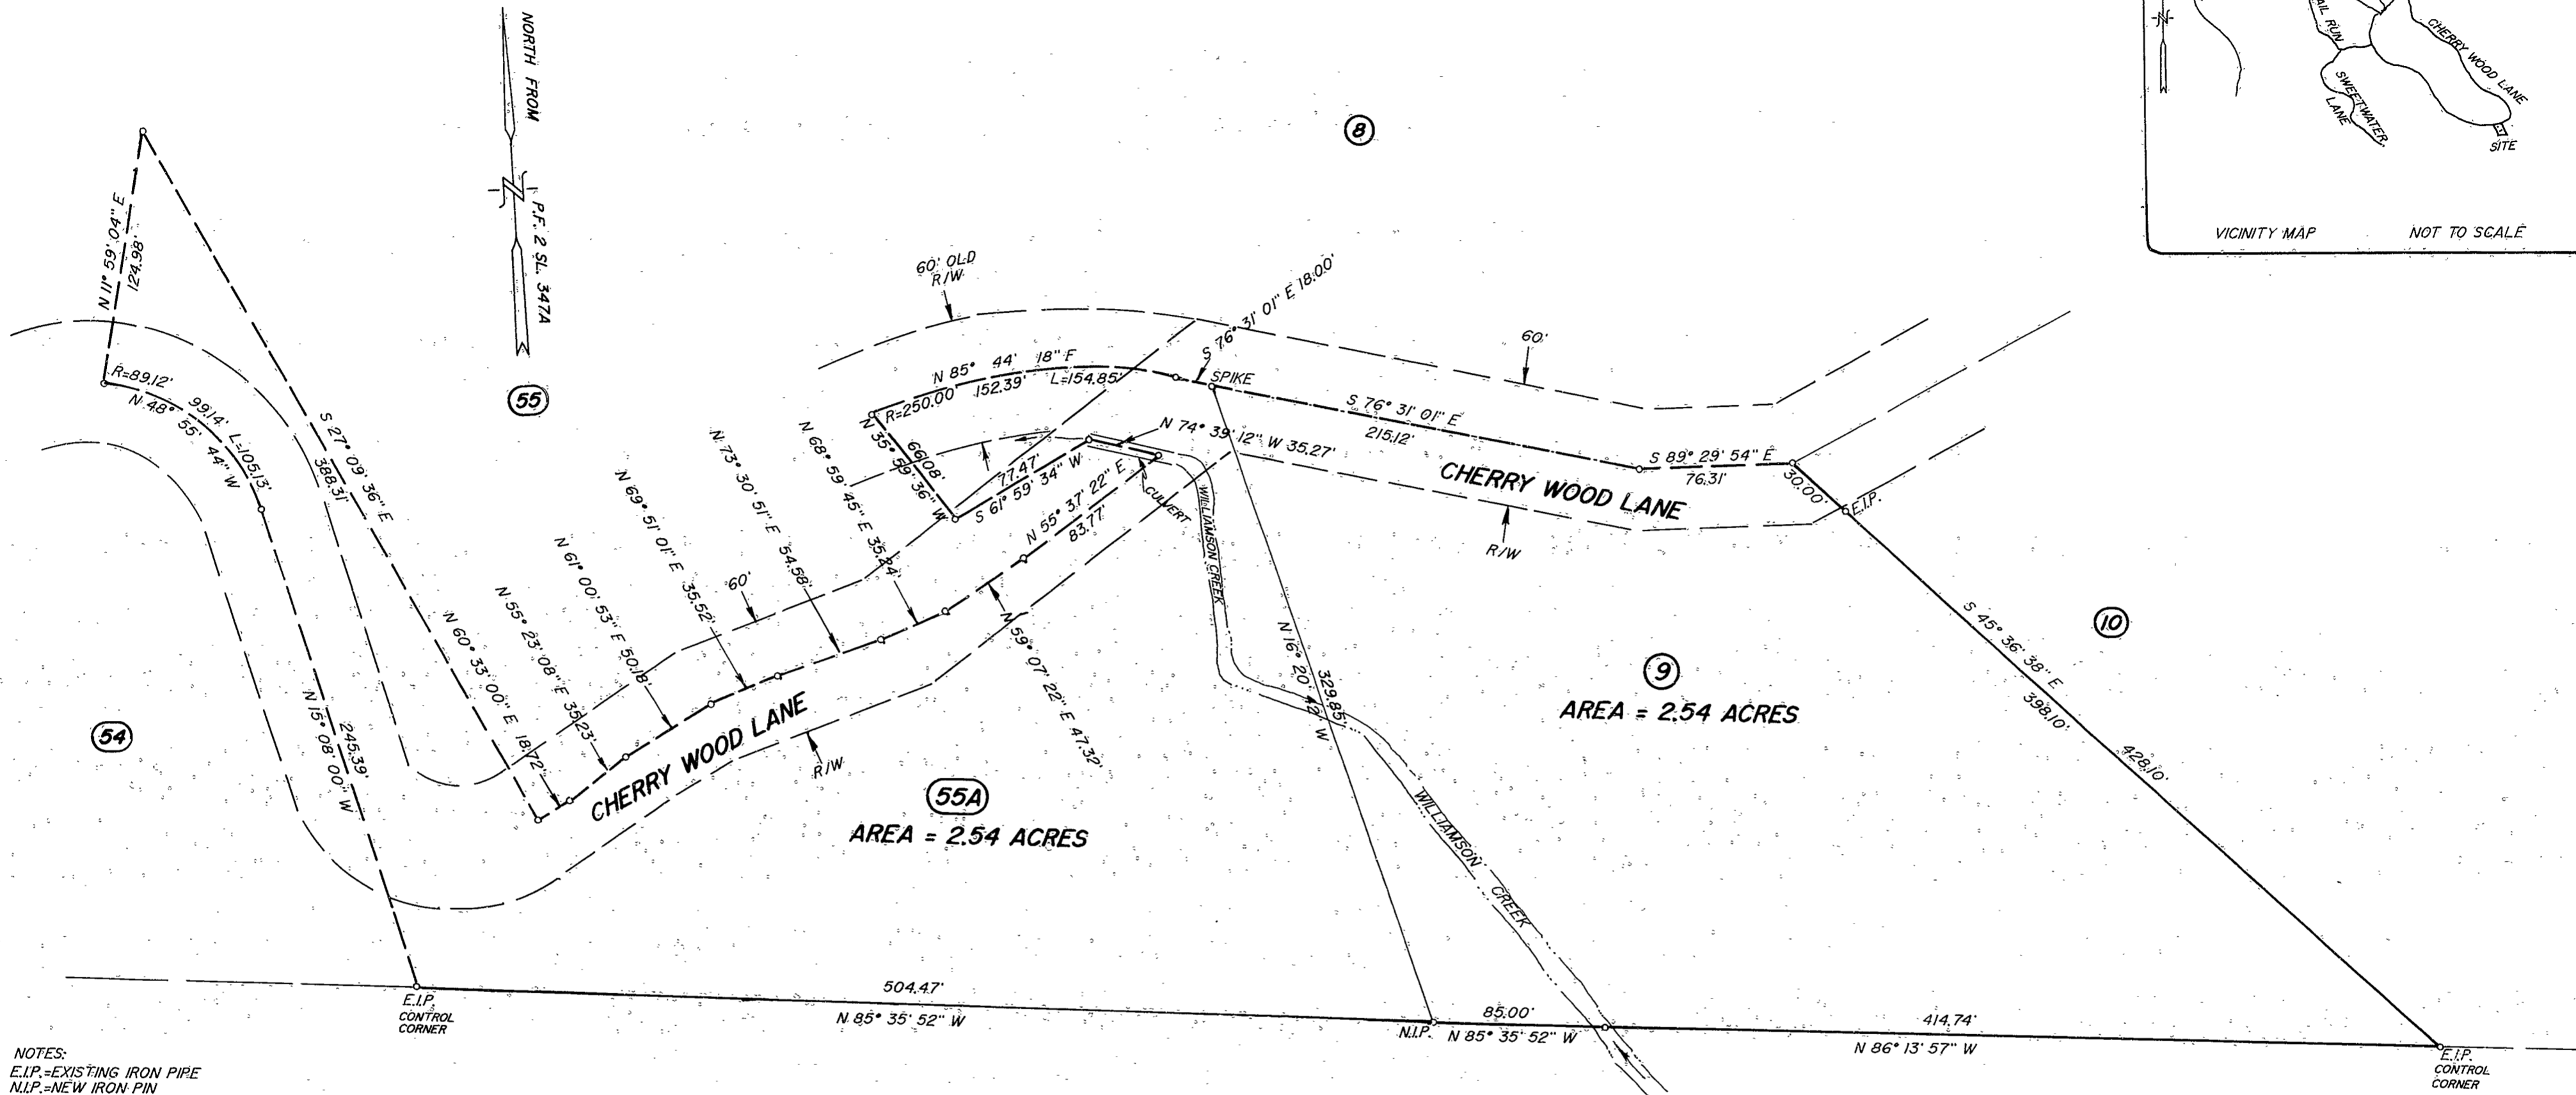 NORTH FROM
P.F. 2 SL. 347A
8
N
AIL RUN
CHERRY WOOD LANE
SWEETWATER
LANE
SITE
VICINITY MAP NOT TO SCALE
N 11° 59' 04" E
124.98'
R=89.12'
99.14' L=105.13'
N 48° 55' 44" W
S 27° 09' 36" E
388.31'
55
60' OLD
R/W
N 85° 44' 18" E
152.39'
R=250.00' L=154.85'
S 76° 31' 01" E 18.00'
SPIKE
60'
S 76° 31' 01" E
215.12'
S 89° 29' 54" E
76.31'
30.00'
E.I.P.
CHERRY WOOD LANE
R/W
N 74° 39' 12" W 35.27'
66.08'
N 35° 59' 36" W
77.47'
S 61° 59' 34" W
N 55° 37' 22" E
83.77'
CULVERT
WILLIAMSON CREEK
N 68° 59' 45" E 35.24'
N 73° 30' 51" E 54.58'
N 69° 51' 01" E 35.52'
N 61° 00' 53" E 50.18'
N 55° 23' 08" E 35.23'
N 60° 33' 00" E 18.72'
60'
N 59° 07' 22" E 47.32'
CHERRY WOOD LANE
R/W
54
245.39'
N 15° 08' 00" W
55A
AREA = 2.54 ACRES
329.85'
N 16° 20' 42" W
9
AREA = 2.54 ACRES
10
S 45° 36' 38" E
398.10'
428.10'
WILLIAMSON CREEK
E.I.P.
CONTROL
CORNER
504.47'
N 85° 35' 52" W
N.I.P.
85.00'
N 85° 35' 52" W
414.74'
N 86° 13' 57" W
E.I.P.
CONTROL
CORNER
NOTES:
E.I.P.=EXISTING IRON PIPE
N.I.P.=NEW IRON PIN